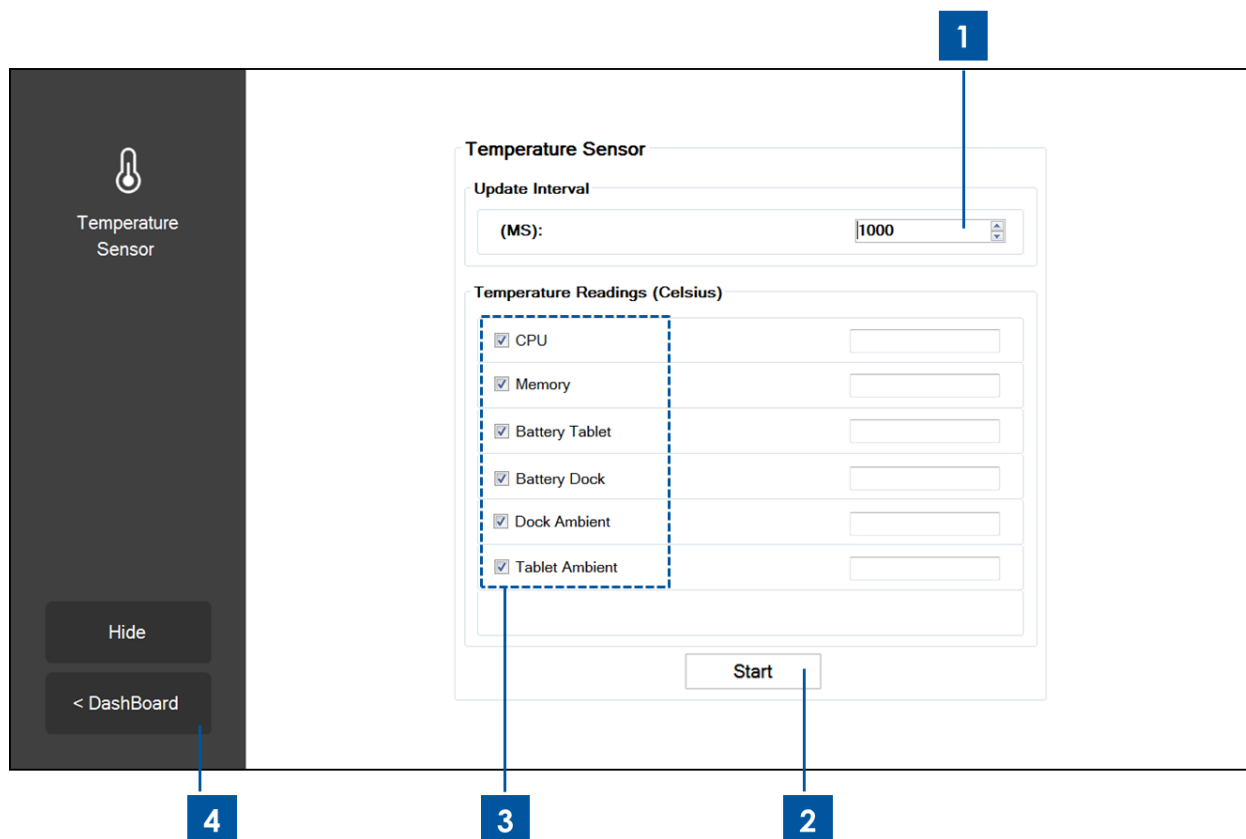 1
Temperature
Sensor
Temperature Sensor
Update Interval
(MS):
1000
Temperature Readings (Celsius)
CPU
Memory
Battery Tablet
Battery Dock
Dock Ambient
Tablet Ambient
Hide
Start
< DashBoard
4
3
2